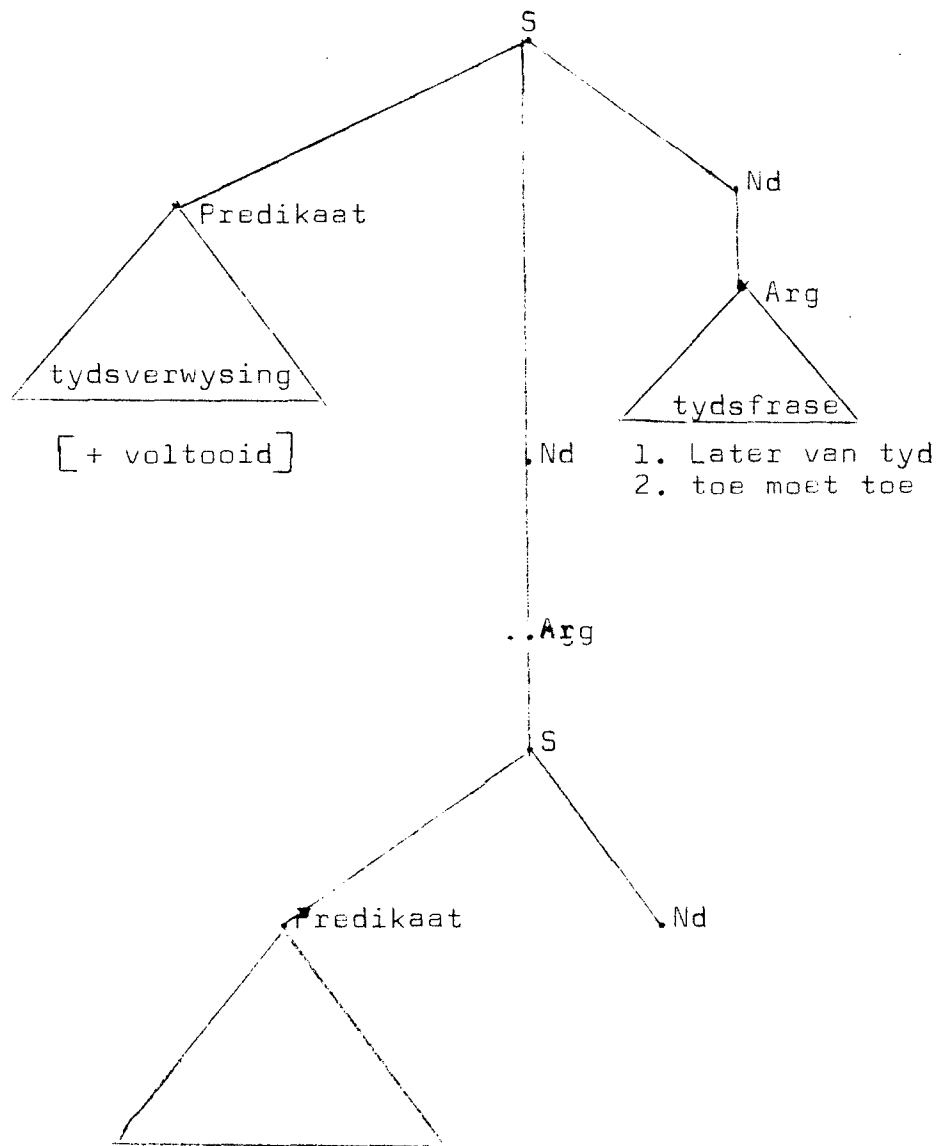 S
Nd
Predikaat
Arg
tydsverwysing
tydsfrase
[+ voltooid]
Nd
1. Later van tyd
2. toe moet toe
Arg
S
Predikaat
Nd